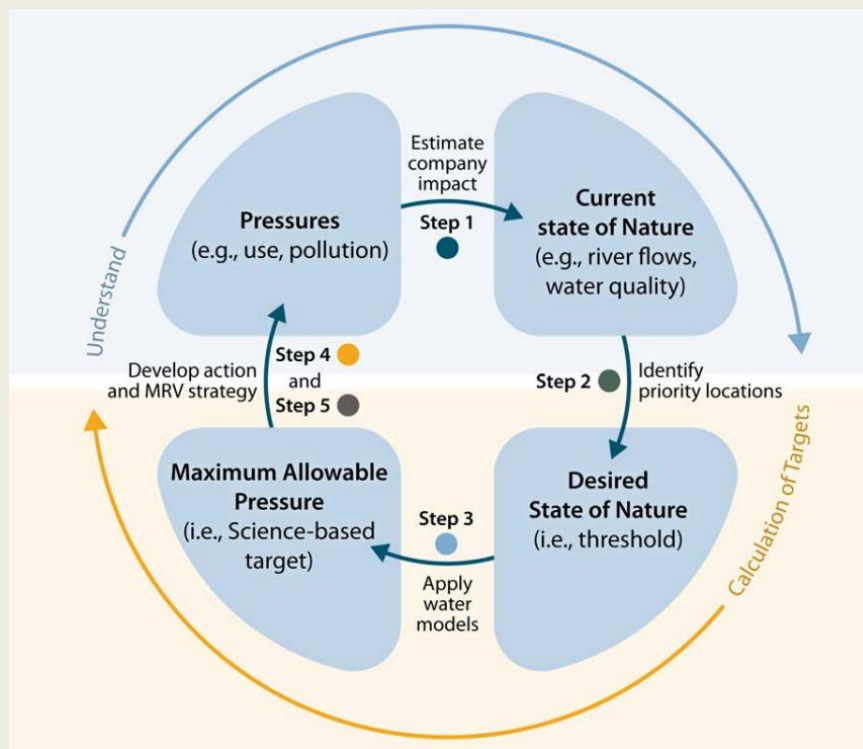 Estimate
company
impact
Step 1
Pressures
(e.g., use, pollution)
Current
state of Nature
(e.g., river flows,
water quality)
Understand
Develop action
and MRV strategy
Step 4
and
Step 5
Step 2
Identify
priority locations
Maximum Allowable
Pressure
(i.e., Science-based
target)
Step 3
Apply
water
models
Desired
State of Nature
(i.e., threshold)
Calculation of Targets